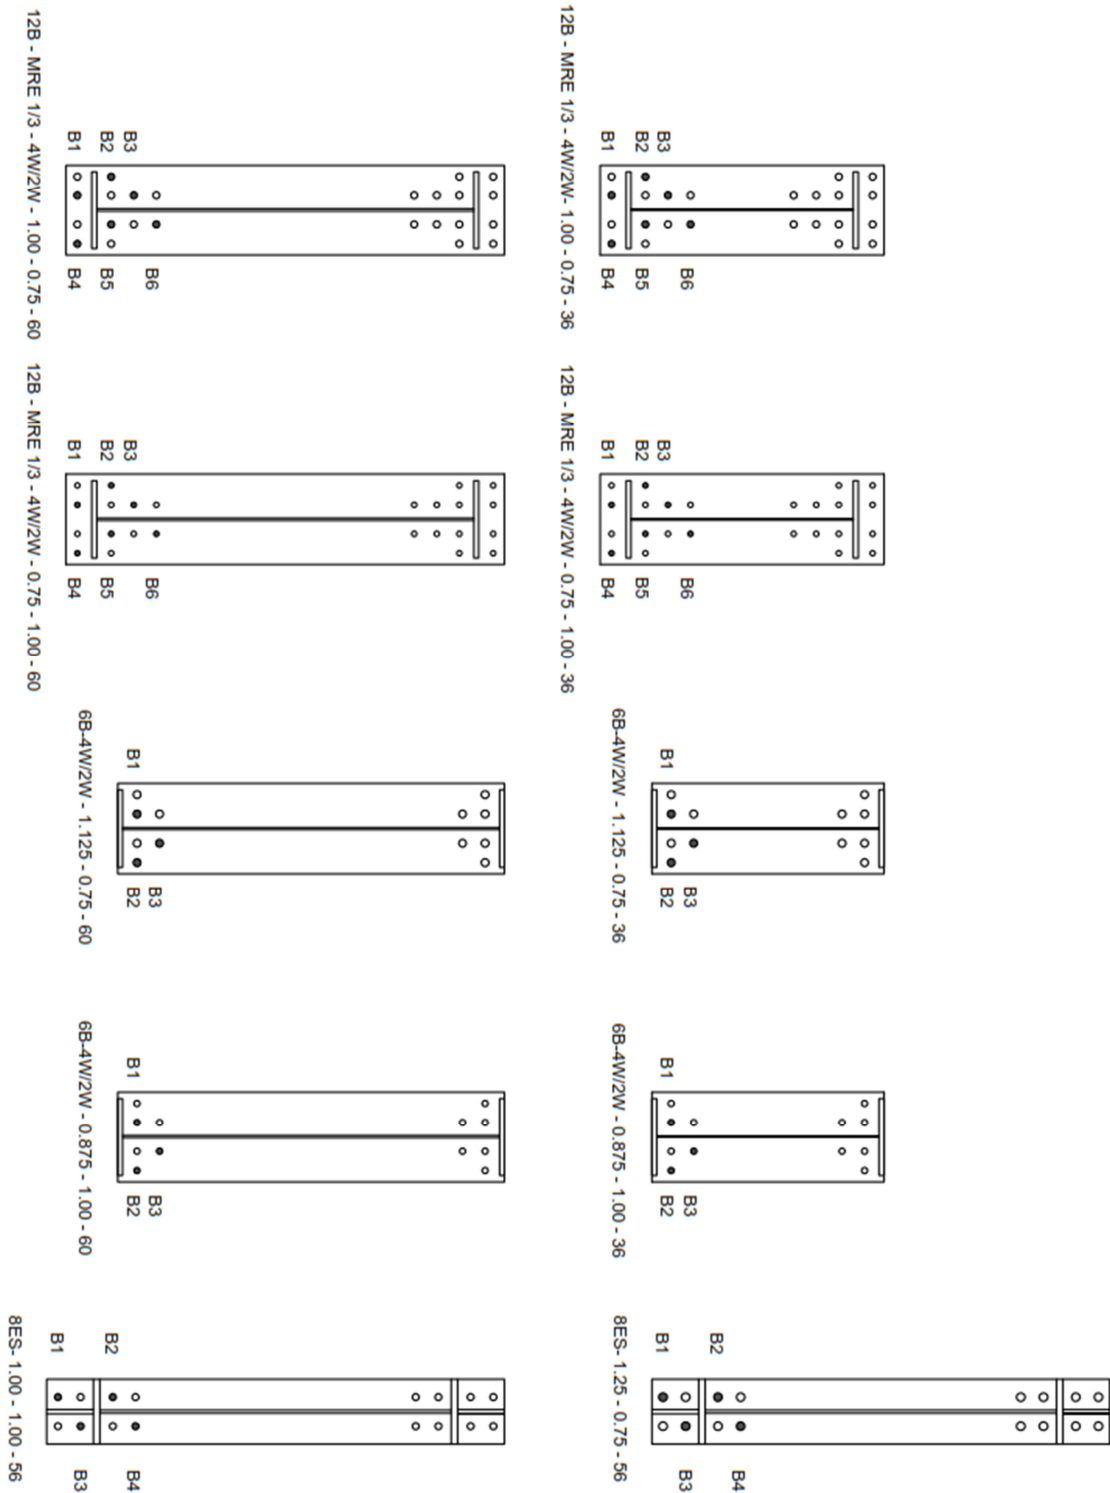 B3
B2
B1
B6
B5
B4
12B - MRE 1/3 - 4W/2W- 1.00 - 0.75 - 36
B3
B2
B1
B6
B5
B4
12B - MRE 1/3 - 4W/2W - 0.75 - 1.00 - 36
B1
B3
B2
6B-4W/2W - 1.125 - 0.75 - 36
B1
B3
B2
6B-4W/2W - 0.875 - 1.00 - 36
B2
B1
B4
B3
8ES- 1.25 - 0.75 - 56
B3
B2
B1
B6
B5
B4
12B - MRE 1/3 - 4W/2W - 1.00 - 0.75 - 60
B3
B2
B1
B6
B5
B4
12B - MRE 1/3 - 4W/2W - 0.75 - 1.00 - 60
B1
B3
B2
6B-4W/2W - 1.125 - 0.75 - 60
B1
B3
B2
6B-4W/2W - 0.875 - 1.00 - 60
B2
B1
B4
B3
8ES- 1.00 - 1.00 - 56